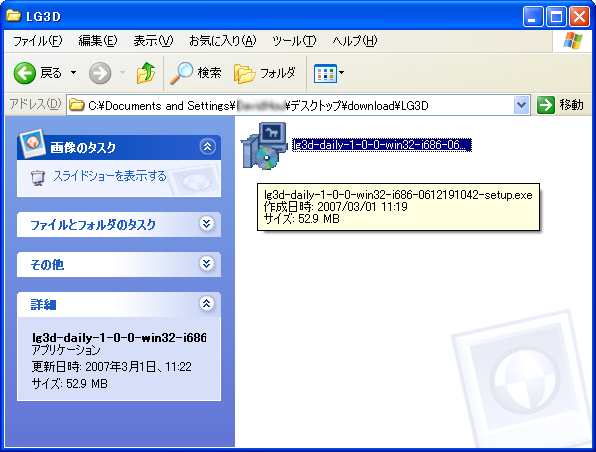 LG3D
ファイル(F) 編集(E) 表示(V) お気に入り(A) ツール(T) ヘルプ(H)
戻る 検索 フォルダ
アドレス(D) C:¥Documents and Settings¥ ¥デスクトップ¥download¥LG3D 移動
画像のタスク
スライドショーを表示する
ファイルとフォルダのタスク
その他
詳細
lg3d-daily-1-0-0-win32-i686
アプリケーション
更新日時: 2007年3月1日、11:22
サイズ: 52.9 MB
lg3d-daily-1-0-0-win32-i686-06...
lg3d-daily-1-0-0-win32-i686-0612191042-setup.exe
作成日時: 2007/03/01 11:19
サイズ: 52.9 MB